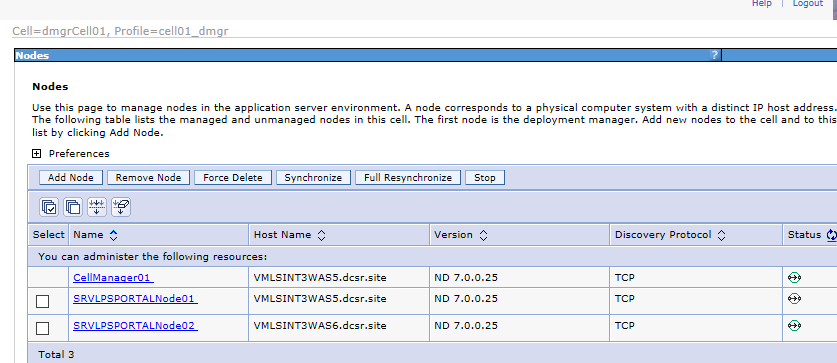 Help | Logout
Cell=dmgrCell01, Profile=cell01_dmgr
Nodes ?
Nodes
Use this page to manage nodes in the application server environment. A node corresponds to a physical computer system with a distinct IP host address.
The following table lists the managed and unmanaged nodes in this cell. The first node is the deployment manager. Add new nodes to the cell and to this
list by clicking Add Node.
Preferences
Add Node Remove Node Force Delete Synchronize Full Resynchronize Stop
Select Name Host Name Version Discovery Protocol Status
You can administer the following resources:
CellManager01 VMLSINT3WAS5.dcsr.site ND 7.0.0.25 TCP
SRVLPSPORTALNode01 VMLSINT3WAS5.dcsr.site ND 7.0.0.25 TCP
SRVLPSPORTALNode02 VMLSINT3WAS6.dcsr.site ND 7.0.0.25 TCP
Total 3